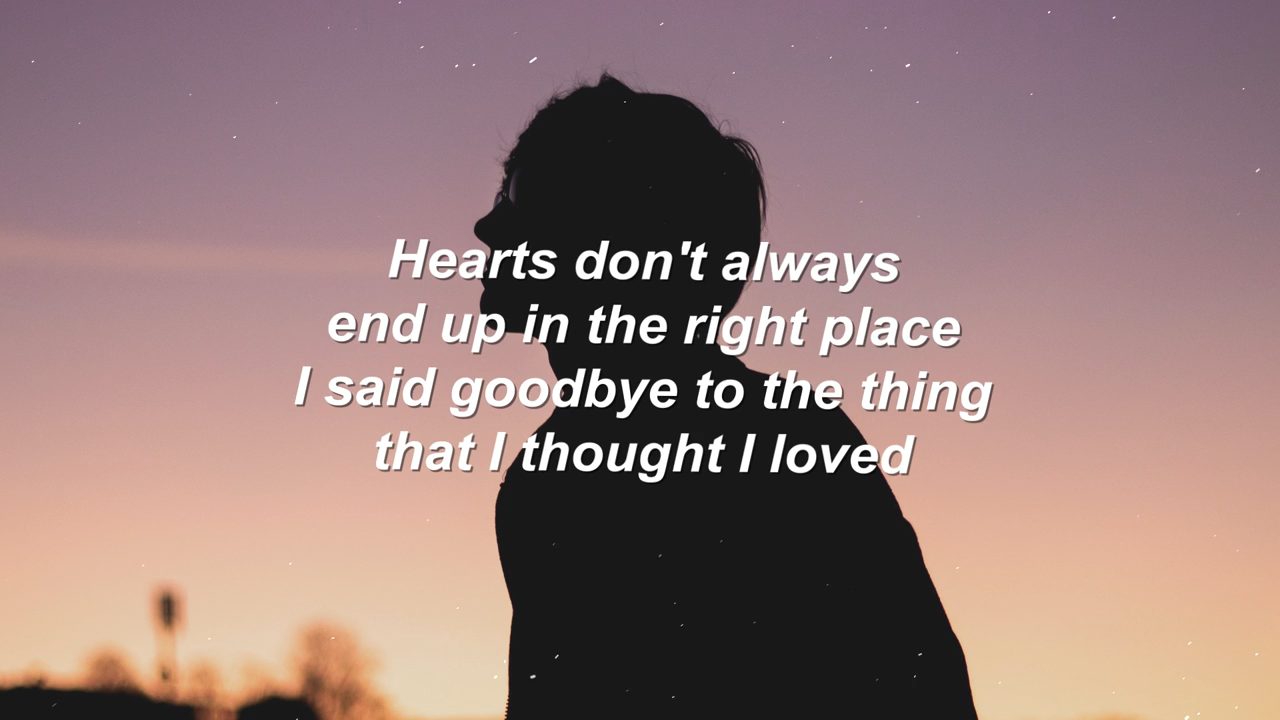 Hearts don't always
end up in the right place
I said goodbye to the thing
that I thought I loved